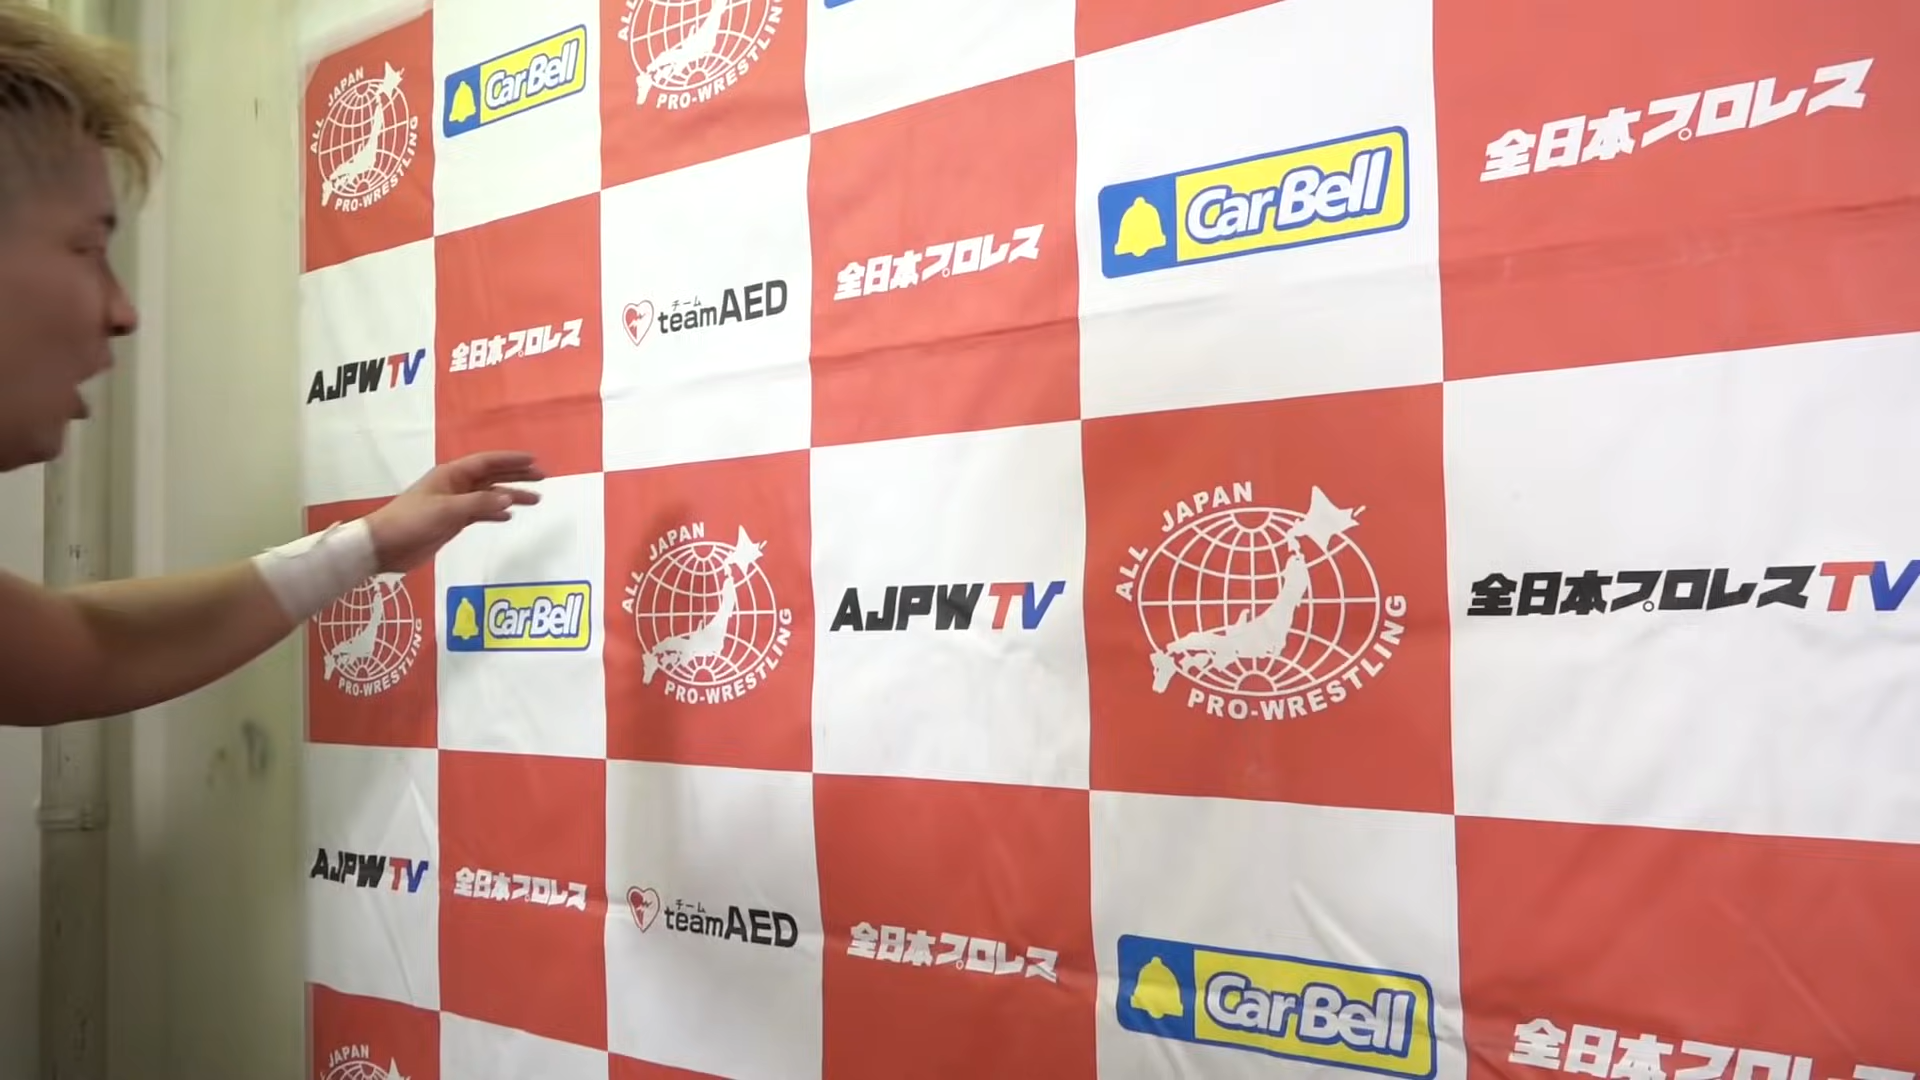 ALL JAPAN PRO-WRESTLING
CarBell
ALL JAPAN PRO-WRESTLING
全日本プロレス
AJPW TV
全日本プロレス
チーム
teamAED
全日本プロレス
CarBell
JAPAN PRO-WRESTLING
CarBell
ALL JAPAN PRO-WRESTLING
AJPW TV
ALL JAPAN PRO-WRESTLING
全日本プロレスTV
AJPW TV
全日本プロレス
チーム
teamAED
全日本プロレス
CarBell
全日本プロレス
JAPAN